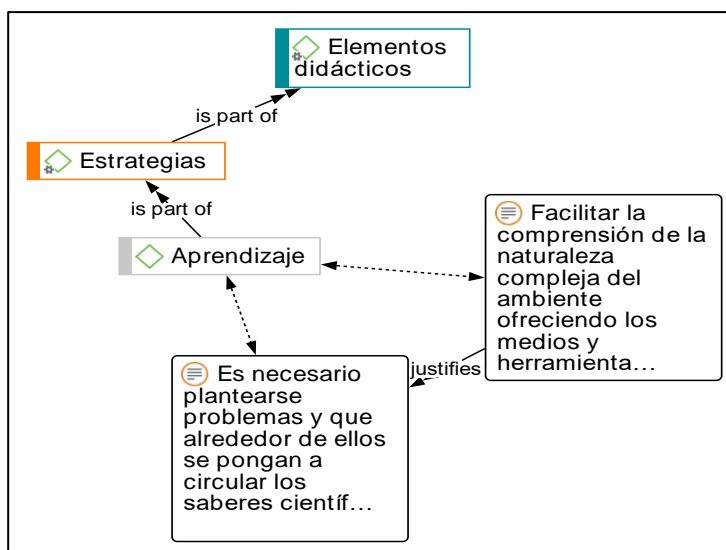 Elementos
didácticos
is part of
Estrategias
is part of
Aprendizaje
Facilitar la
comprensión de la
naturaleza
compleja del
ambiente
ofreciendo los
medios y
herramienta…
justifies
Es necesario
plantearse
problemas y que
alrededor de ellos
se pongan a
circular los
saberes científ…